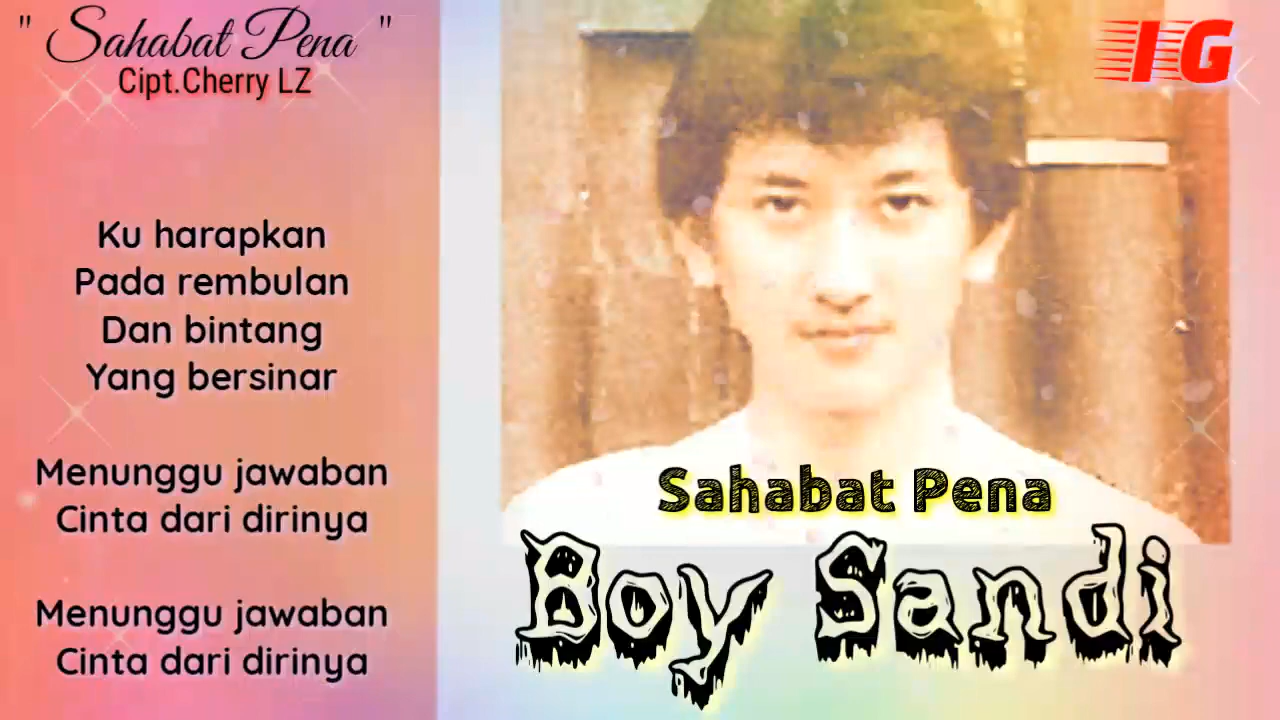 " Sahabat Pena "
Cipt.Cherry LZ
Ku harapkan
Pada rembulan
Dan bintang
Yang bersinar
Menunggu jawaban
Cinta dari dirinya
Menunggu jawaban
Cinta dari dirinya
IG
Sahabat Pena
Boy Sandi